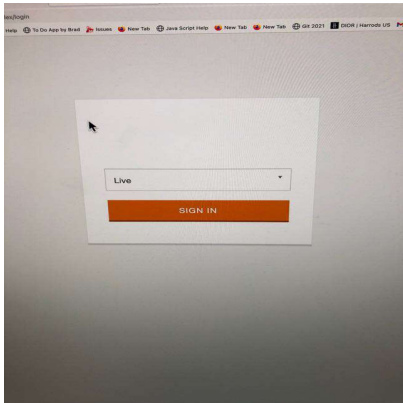 /login
Help To Do App by Brad Issues New Tab Java Script Help New Tab New Tab Git 2021 DIOR | Harrods US
Live
SIGN IN